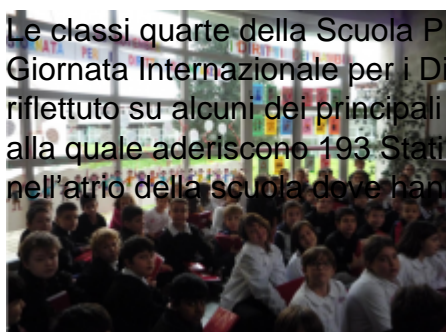 Le classi quarte della Scuola P
Giornata Internazionale per i Di
riflettuto su alcuni dei principali
alla quale aderiscono 193 Stati
nell'atrio della scuola dove han